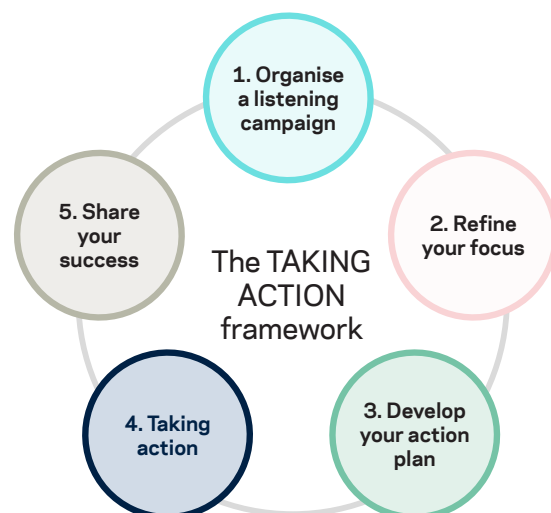 1. Organise
a listening
campaign
2. Refine
your focus
3. Develop
your action
plan
4. Taking
action
5. Share
your
success
The TAKING
ACTION
framework